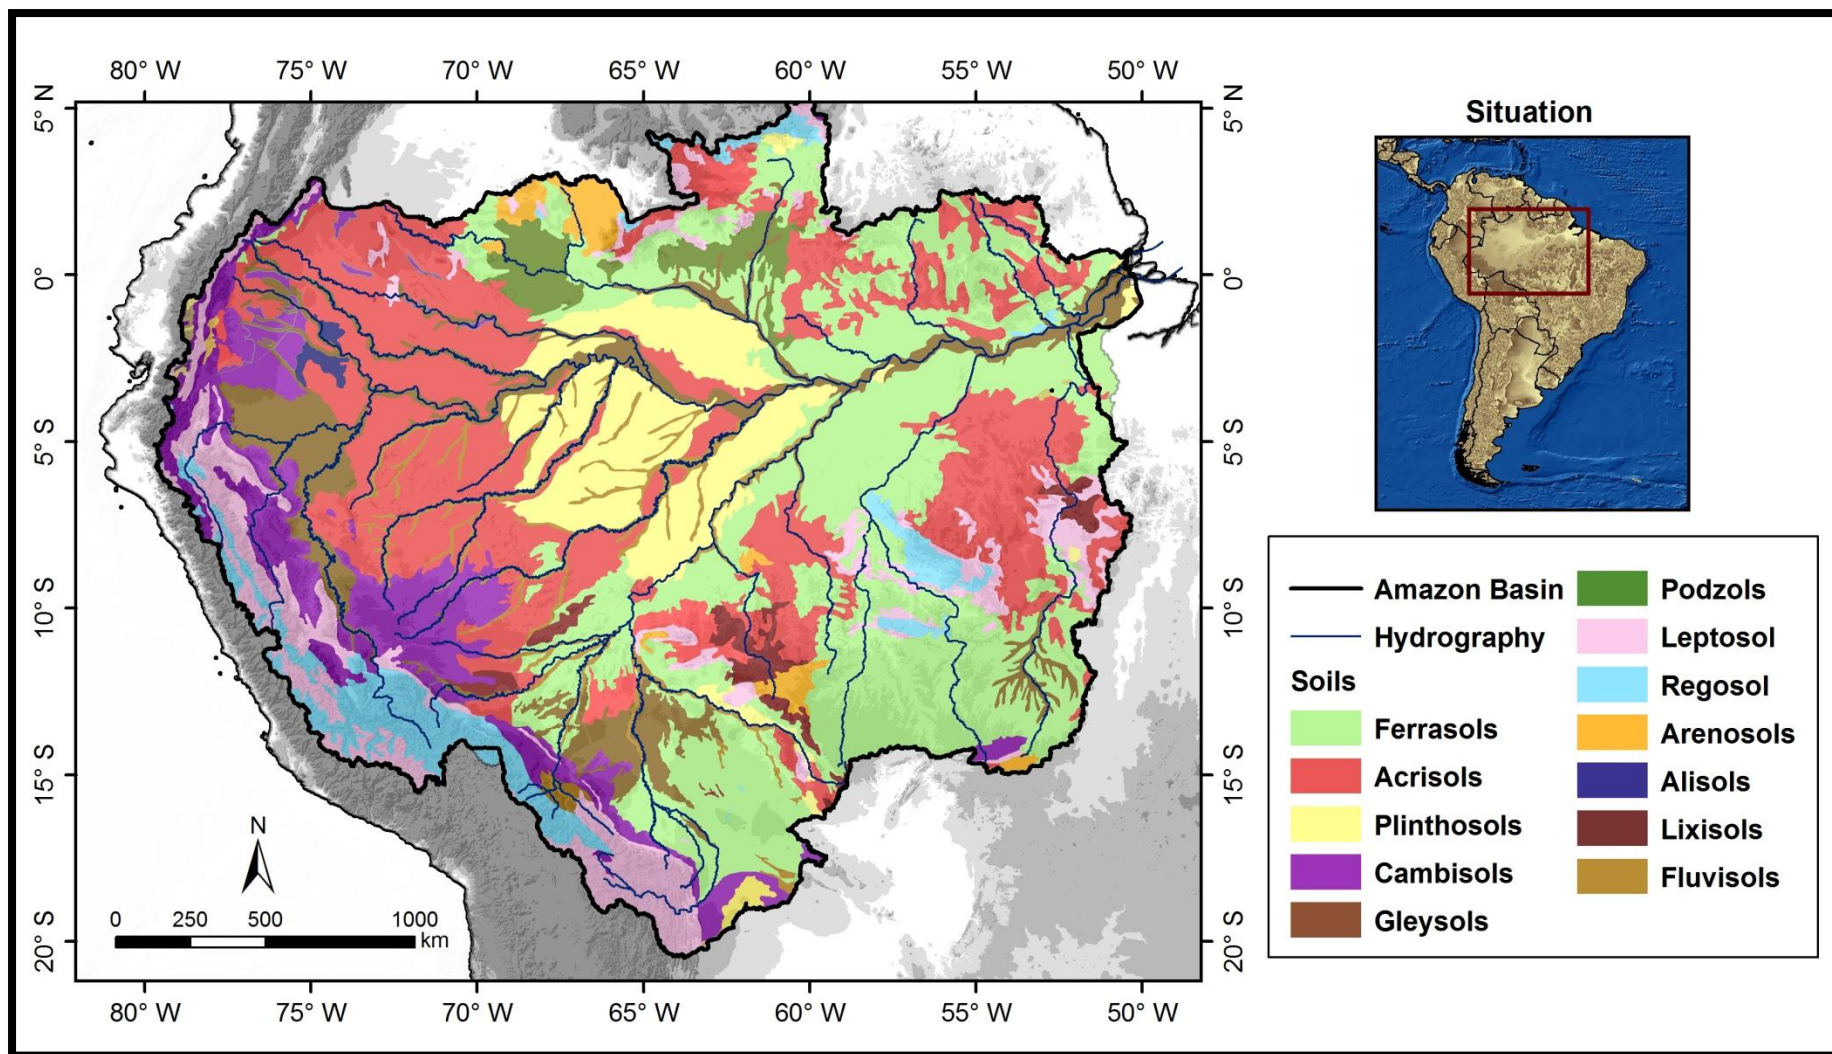 80° W 75° W 70° W 65° W 60° W 55° W 50° W
5° N
0°
5° S
10° S
15° S
20° S
5° N
0°
5° S
10° S
15° S
20° S
N
0 250 500 1000
km
80° W 75° W 70° W 65° W 60° W 55° W 50° W
Situation
Amazon Basin
Hydrography
Soils
Ferrasols
Acrisols
Plinthosols
Cambisols
Gleysols
Podzols
Leptosol
Regosol
Arenosols
Alisols
Lixisols
Fluvisols